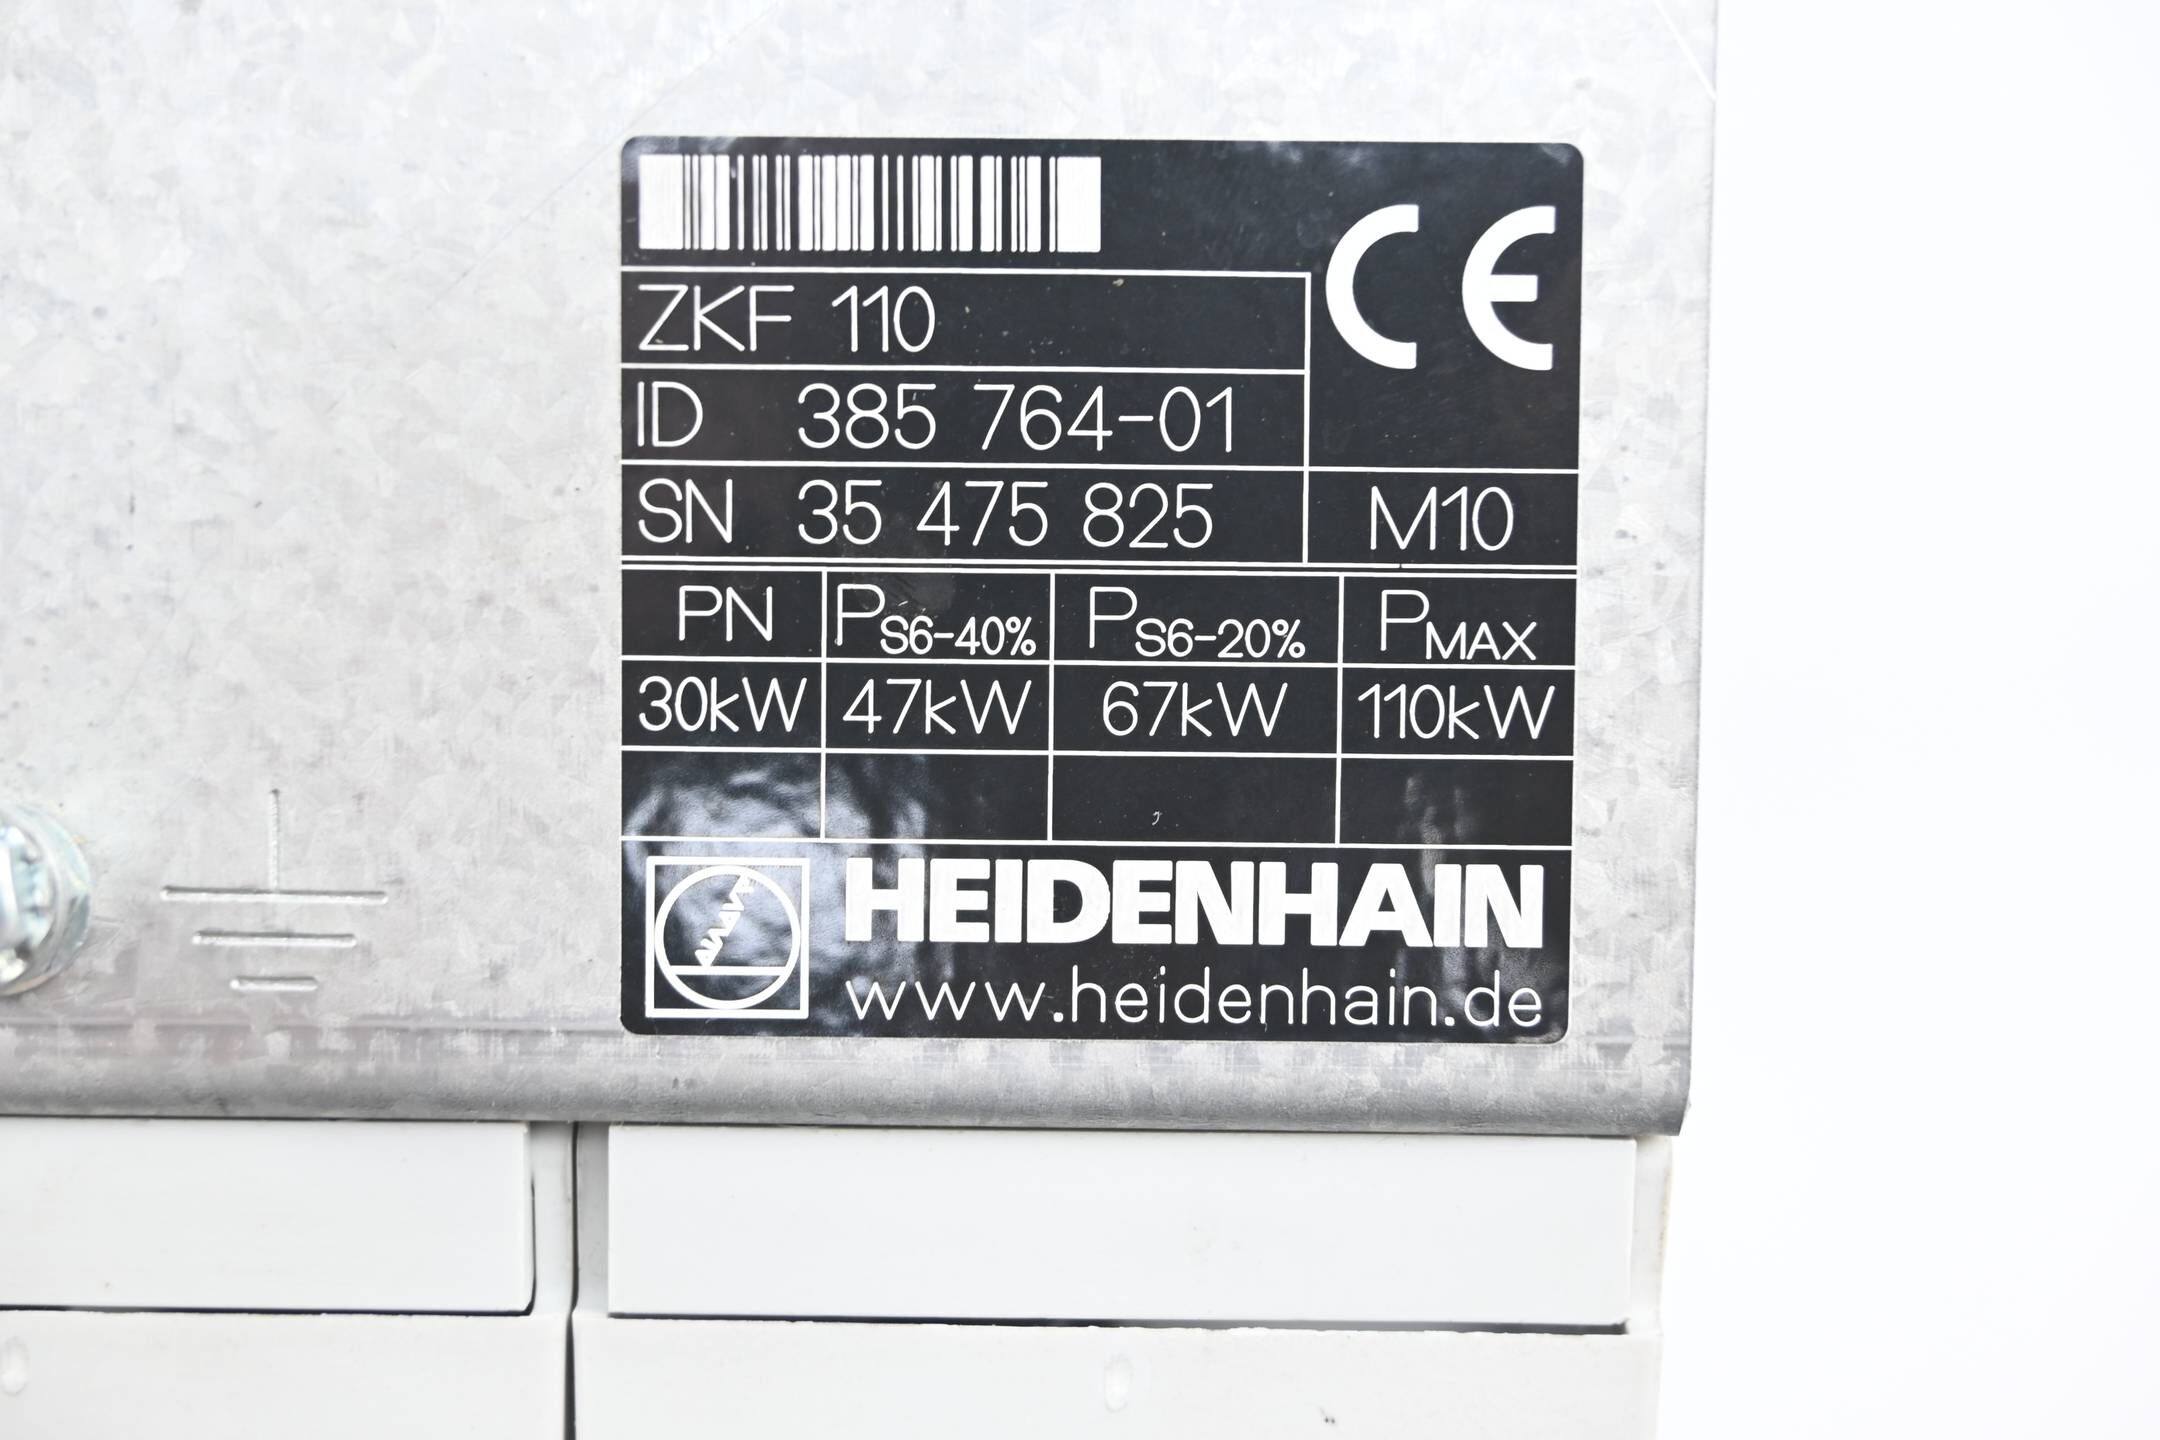 CE
ZKF 110
ID 385 764-01
SN 35 475 825 M10
PN PS6-40% PS6-20% PMAX
30kW 47kW 67kW 110kW
HEIDENHAIN
www.heidenhain.de